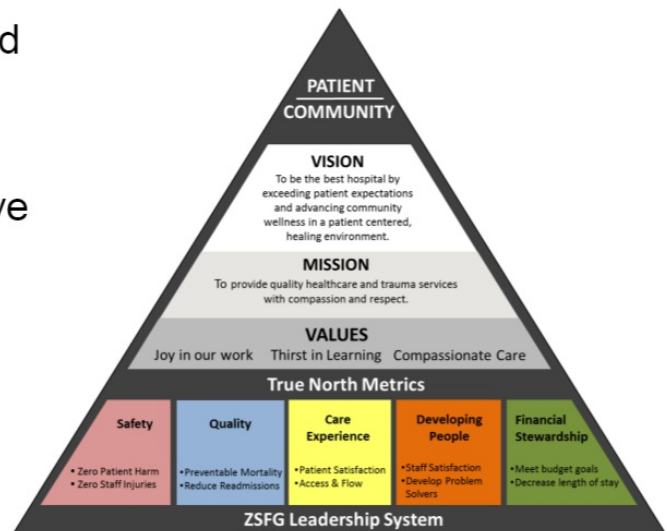 d
ve
PATIENT
COMMUNITY
VISION
To be the best hospital by
exceeding patient expectations
and advancing community
wellness in a patient centered,
healing environment.
MISSION
To provide quality healthcare and trauma services
with compassion and respect.
VALUES
Joy in our work Thirst in Learning Compassionate Care
True North Metrics
Safety
• Zero Patient Harm
• Zero Staff Injuries
Quality
•Preventable Mortality
•Reduce Readmissions
Care
Experience
•Patient Satisfaction
•Access & Flow
Developing
People
•Staff Satisfaction
•Develop Problem
Solvers
Financial
Stewardship
•Meet budget goals
•Decrease length of stay
ZSFG Leadership System